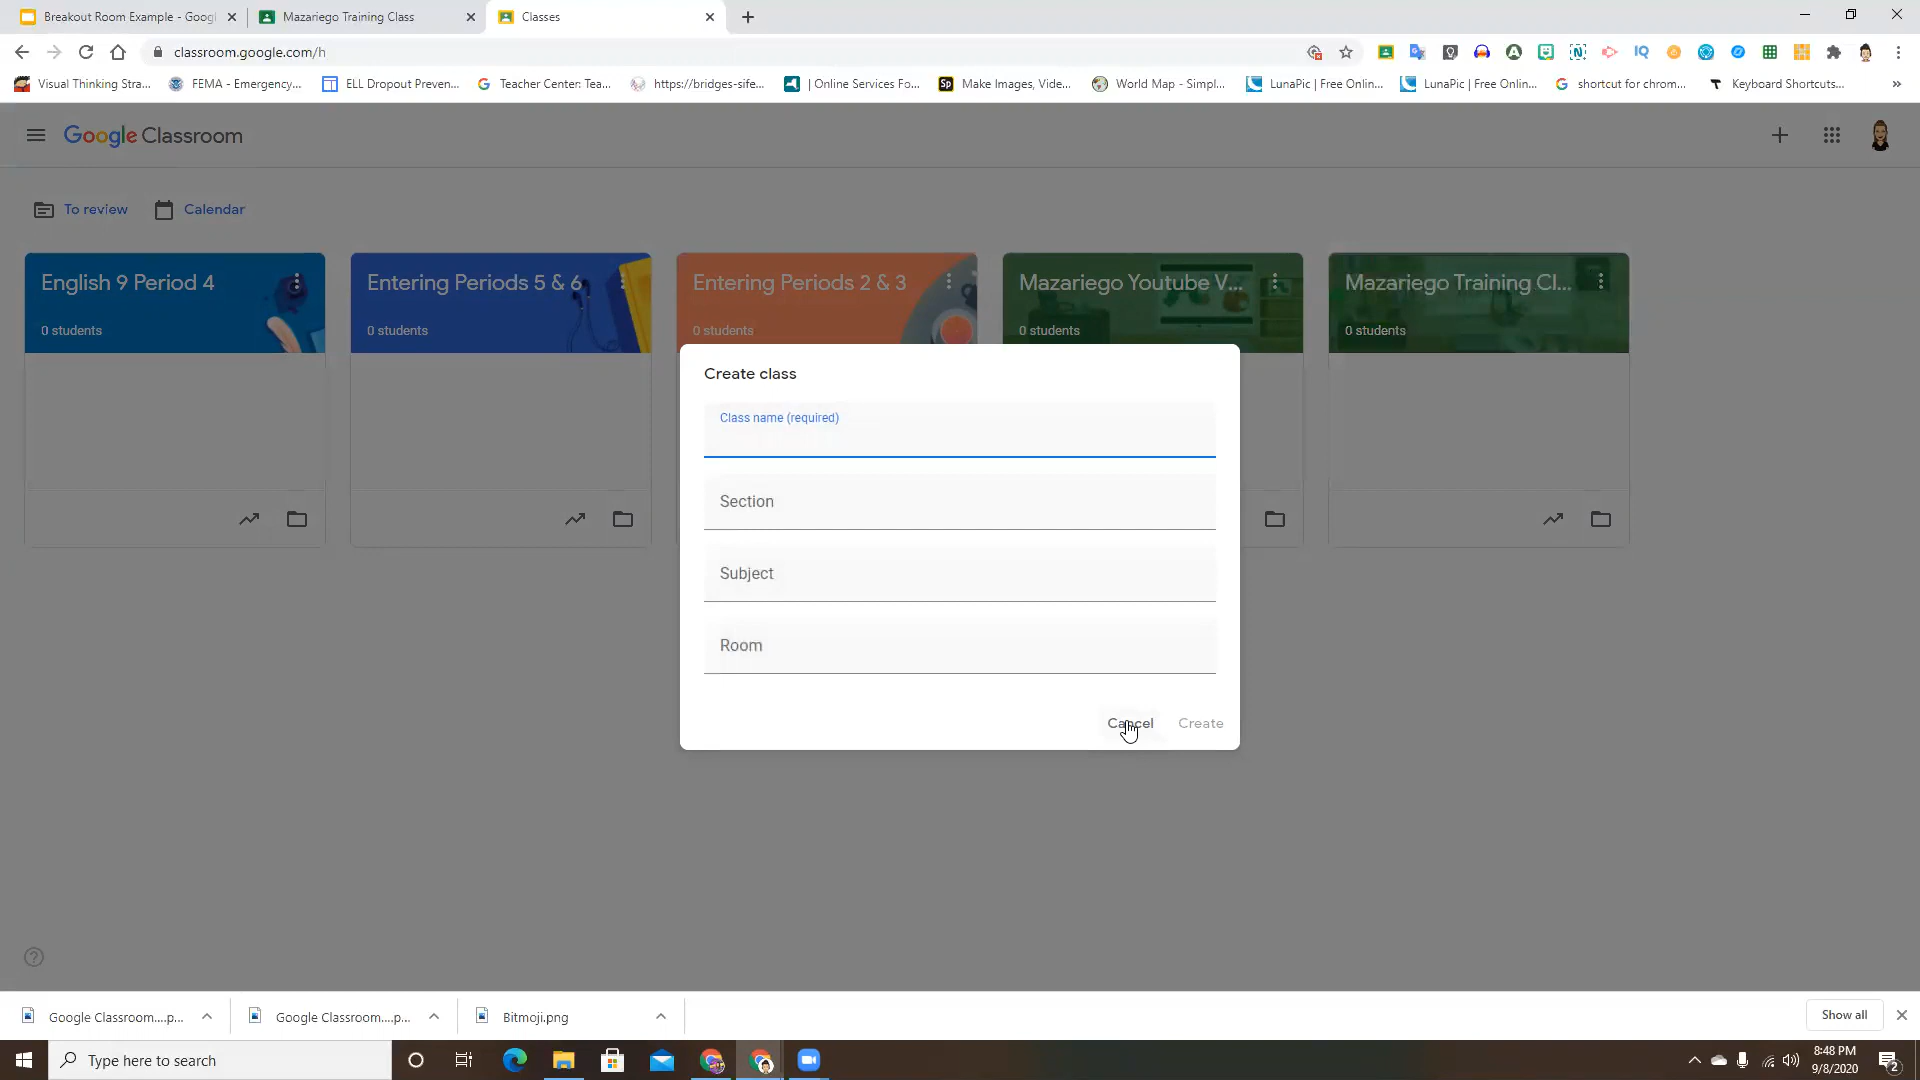 Breakout Room Example - Goog
Mazariego Training Class
Classes
classroom.google.com/h
Visual Thinking Stra...
FEMA - Emergency...
ELL Dropout Preven...
Teacher Center: Tea...
https://bridges-sife...
| Online Services Fo...
Sp Make Images, Vide...
World Map - Simpl...
LunaPic | Free Onlin...
LunaPic | Free Onlin...
shortcut for chrom...
Keyboard Shortcuts...
Google Classroom
To review
Calendar
English 9 Period 4
0 students
Entering Periods 5 & 6
0 students
Entering Periods 2 & 3
0 students
Mazariego Youtube V...
0 students
Mazariego Training Cl...
0 students
Create class
Class name (required)
Section
Subject
Room
Cancel
Create
Google Classroom....p...
Google Classroom....p...
Bitmoji.png
Show all
Type here to search
8:48 PM
9/8/2020
2